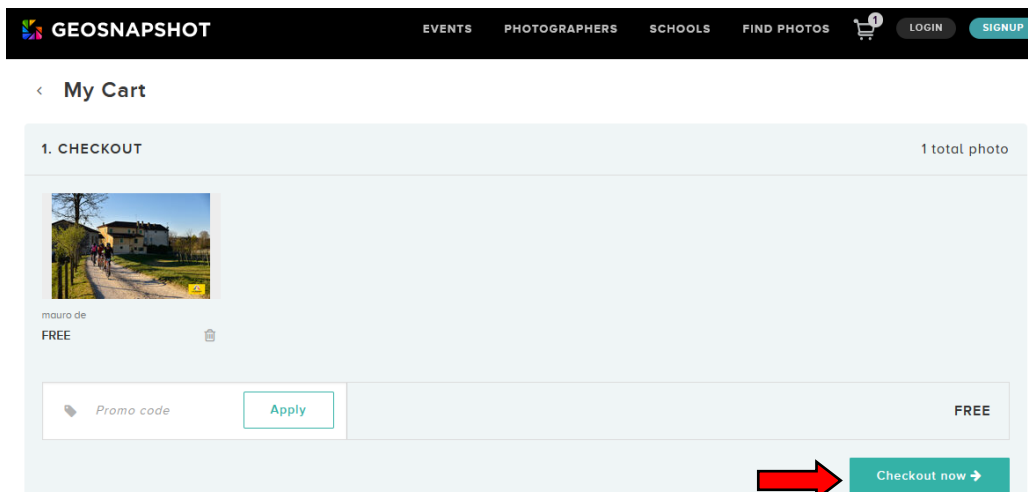 GEOSNAPSHOT EVENTS PHOTOGRAPHERS SCHOOLS FIND PHOTOS 1 LOGIN SIGNUP
< My Cart
1. CHECKOUT 1 total photo
mauro de
FREE
Promo code Apply FREE
Checkout now →